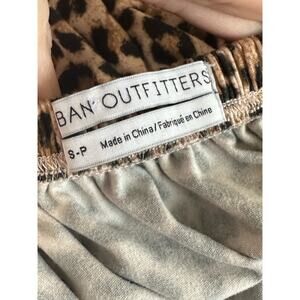 BAN' OUTFITTERS
S-P Made in China/Fabriqué en Chine